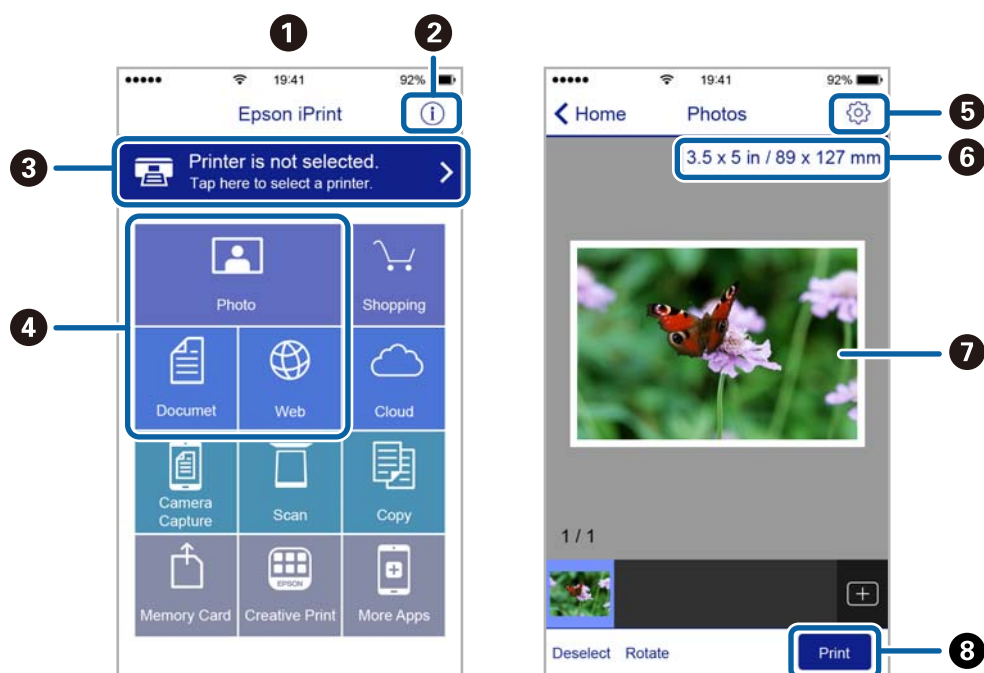 1
2
19:41
92%
Epson iPrint
3
Printer is not selected.
Tap here to select a printer.
4
Photo
Shopping
Documet
Web
Cloud
Camera
Capture
Scan
Copy
EPSON
Memory Card
Creative Print
More Apps
19:41
92%
Home
Photos
5
3.5 x 5 in / 89 x 127 mm
6
7
1 / 1
Deselect
Rotate
Print
8